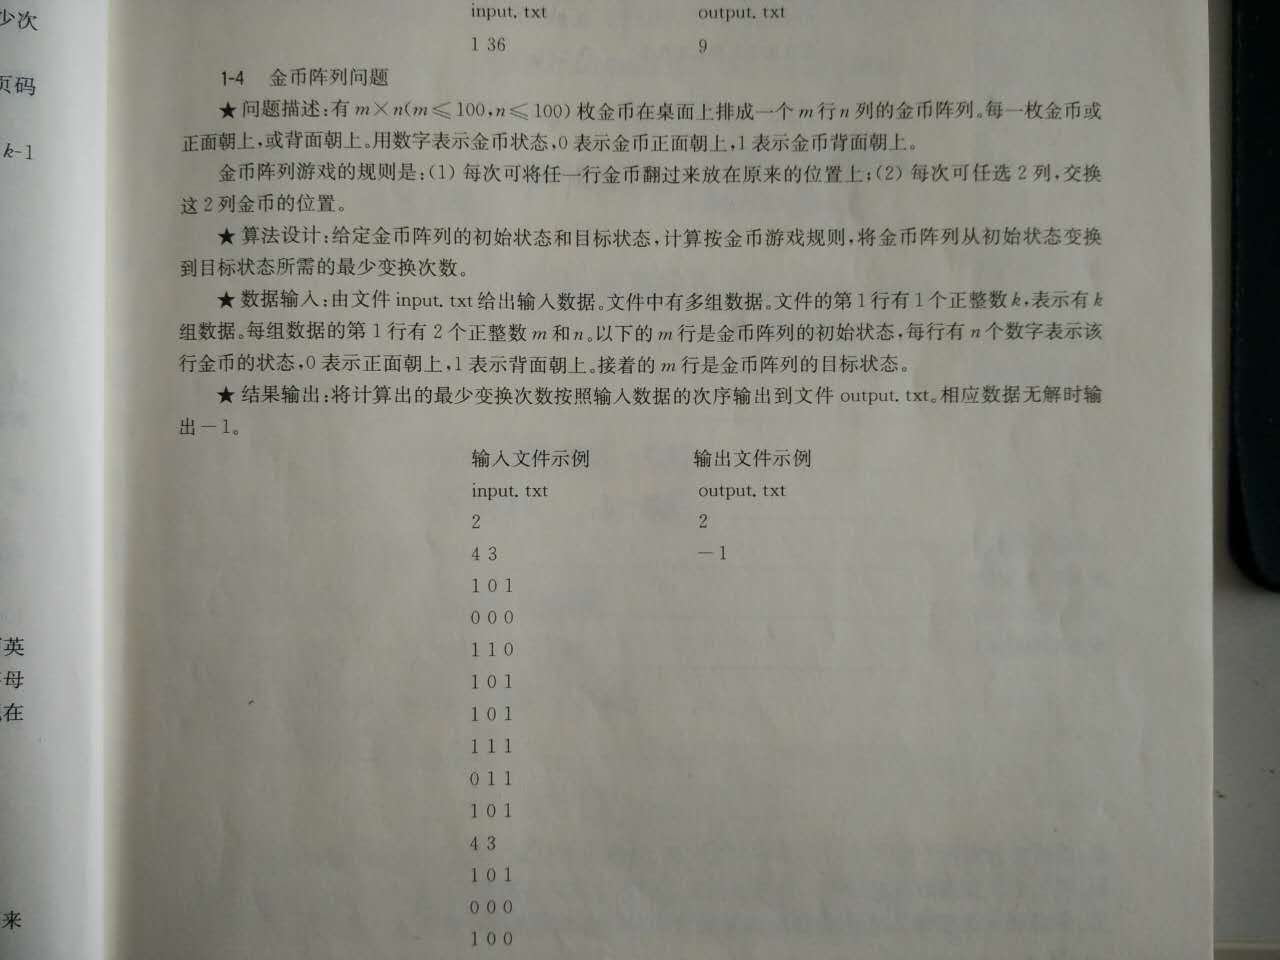 少次
页码
k-1
英
母
在
来
input. txt output. txt
1 36 9
1-4 金币阵列问题
★ 问题描述:有 m×n(m≤100,n≤100) 枚金币在桌面上排成一个 m 行 n 列的金币阵列。每一枚金币或
正面朝上,或背面朝上。用数字表示金币状态,0 表示金币正面朝上,1 表示金币背面朝上。
金币阵列游戏的规则是:(1) 每次可将任一行金币翻过来放在原来的位置上;(2) 每次可任选 2 列,交换
这 2 列金币的位置。
★ 算法设计:给定金币阵列的初始状态和目标状态,计算按金币游戏规则,将金币阵列从初始状态变换
到目标状态所需的最少变换次数。
★ 数据输入:由文件 input. txt 给出输入数据。文件中有多组数据。文件的第 1 行有 1 个正整数 k,表示有 k
组数据。每组数据的第 1 行有 2 个正整数 m 和 n。以下的 m 行是金币阵列的初始状态,每行有 n 个数字表示该
行金币的状态,0 表示正面朝上,1 表示背面朝上。接着的 m 行是金币阵列的目标状态。
★ 结果输出:将计算出的最少变换次数按照输入数据的次序输出到文件 output. txt。相应数据无解时输
出-1。
输入文件示例 输出文件示例
input. txt output. txt
2 2
4 3 -1
1 0 1
0 0 0
1 1 0
1 0 1
1 0 1
1 1 1
0 1 1
1 0 1
4 3
1 0 1
0 0 0
1 0 0